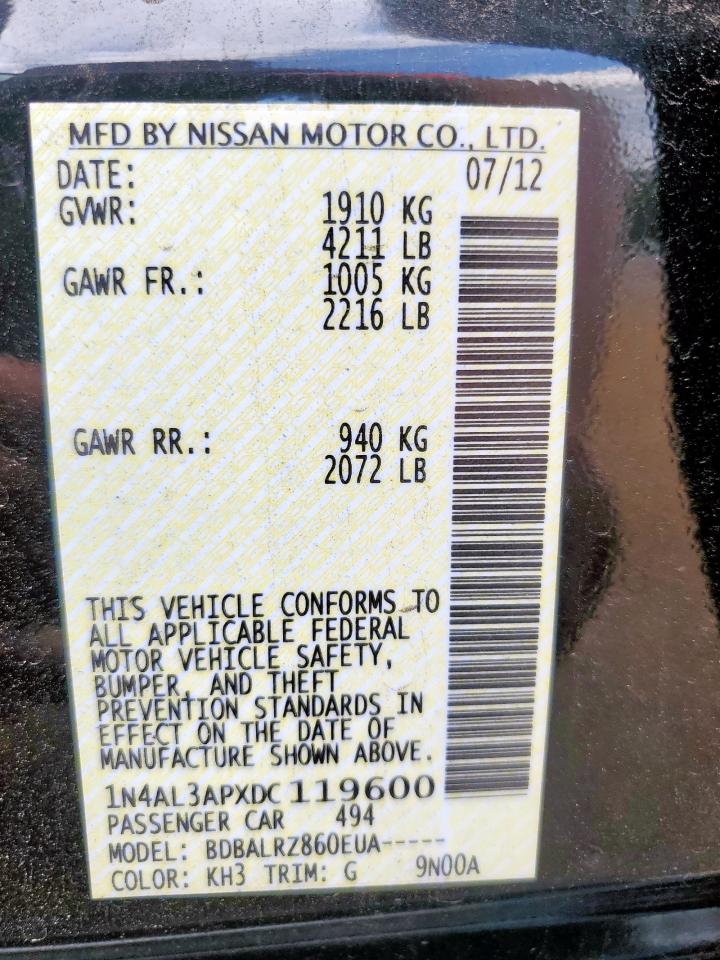 MFD BY NISSAN MOTOR CO., LTD.
DATE: 07/12
GVWR: 1910 KG
4211 LB
GAWR FR.: 1005 KG
2216 LB
GAWR RR.: 940 KG
2072 LB
THIS VEHICLE CONFORMS TO
ALL APPLICABLE FEDERAL
MOTOR VEHICLE SAFETY,
BUMPER, AND THEFT
PREVENTION STANDARDS IN
EFFECT ON THE DATE OF
MANUFACTURE SHOWN ABOVE.
1N4AL3APXDC 119600
PASSENGER CAR 494
MODEL: BDBALRZ860EUA-----
COLOR: KH3 TRIM: G 9N00A